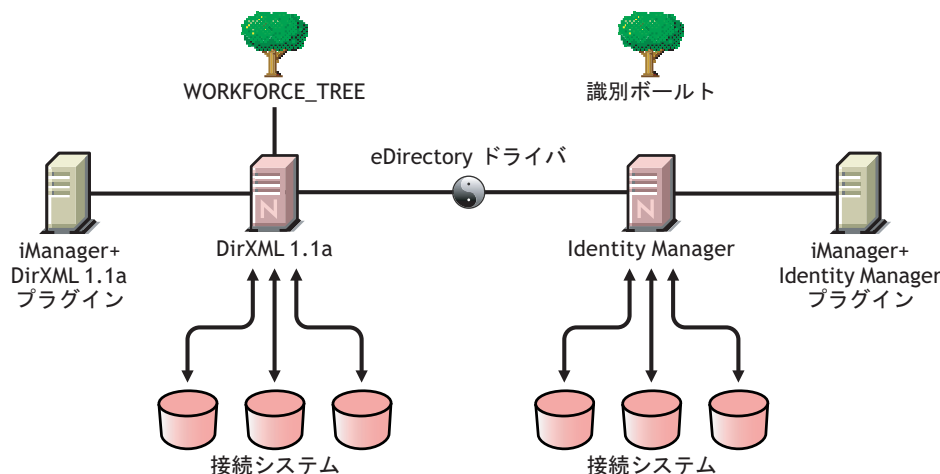 WORKFORCE_TREE
識別ボールト
eDirectory ドライバ
N
N
iManager+
DirXML 1.1a
プラグイン
DirXML 1.1a
Identity Manager
iManager+
Identity Manager
プラグイン
接続システム
接続システム